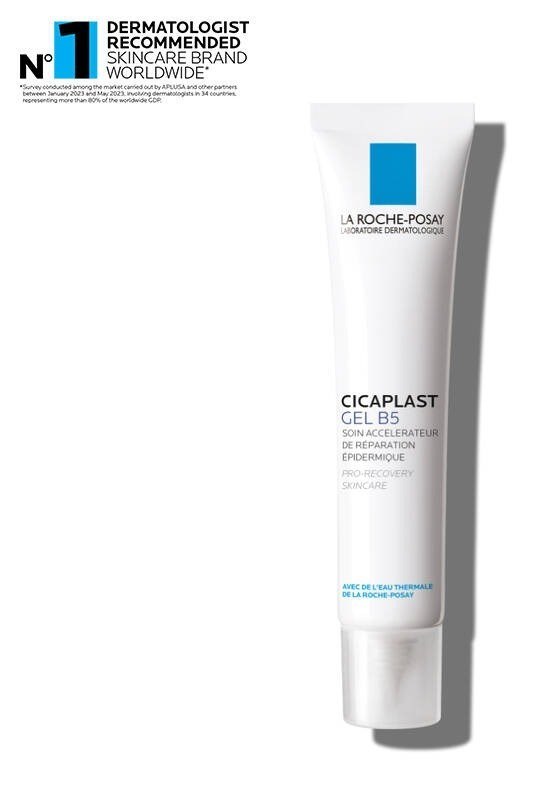 N° 1 DERMATOLOGIST
RECOMMENDED
SKINCARE BRAND
WORLDWIDE*
*Survey conducted among the market carried out by APLUSA and other partners
between January 2023 and May 2023, involving dermatologists in 34 countries,
representing more than 80% of the worldwide GDP.
LA ROCHE-POSAY
LABORATOIRE DERMATOLOGIQUE
CICAPLAST
GEL B5
SOIN ACCELERATEUR
DE RÉPARATION
ÉPIDERMIQUE
PRO-RECOVERY
SKINCARE
AVEC DE L'EAU THERMALE
DE LA ROCHE-POSAY